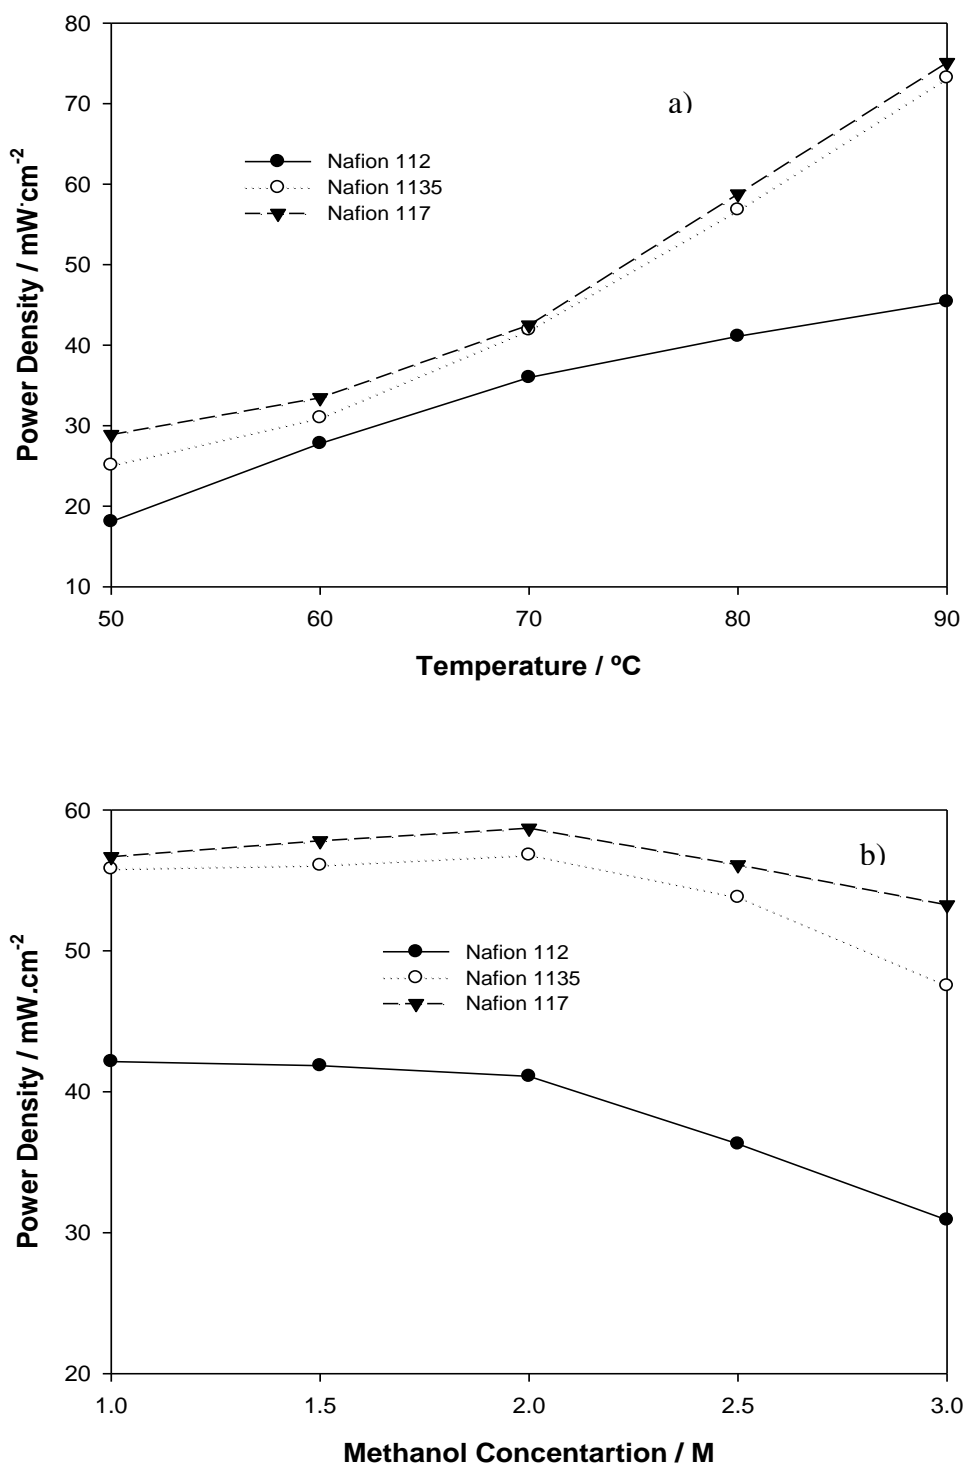 80
70
60
50
40
30
20
10
Power Density / mW·cm-2
a)
Nafion 112
Nafion 1135
Nafion 117
50 60 70 80 90
Temperature / ºC
60
50
40
30
20
Power Density / mW.cm-2
b)
Nafion 112
Nafion 1135
Nafion 117
1.0 1.5 2.0 2.5 3.0
Methanol Concentartion / M